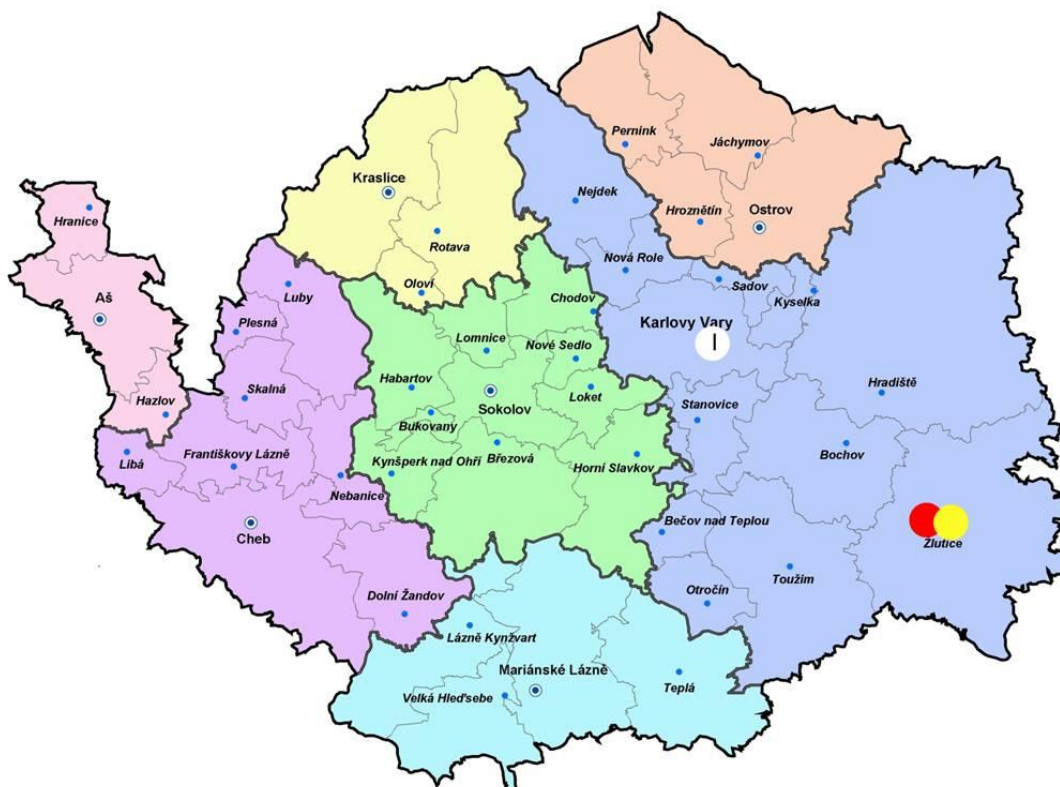 Pernink
Jáchymov
Kraslice
Nejdek
Hranice
Hroznětín
Ostrov
Rotava
Nová Role
Oloví
Luby
Sadov
Kyselka
Chodov
Aš
Plesná
Karlovy Vary
Lomnice
Nové Sedlo
I
Habartov
Skalná
Sokolov
Loket
Hradiště
Hazlov
Bukovany
Stanovice
Libá
Františkovy Lázně
Kynšperk nad Ohří
Březová
Horní Slavkov
Bochov
Nebanice
Cheb
Bečov nad Teplou
Žlutice
Toužim
Otročín
Dolní Žandov
Lázně Kynžvart
Mariánské Lázně
Teplá
Velká Hleďsebe